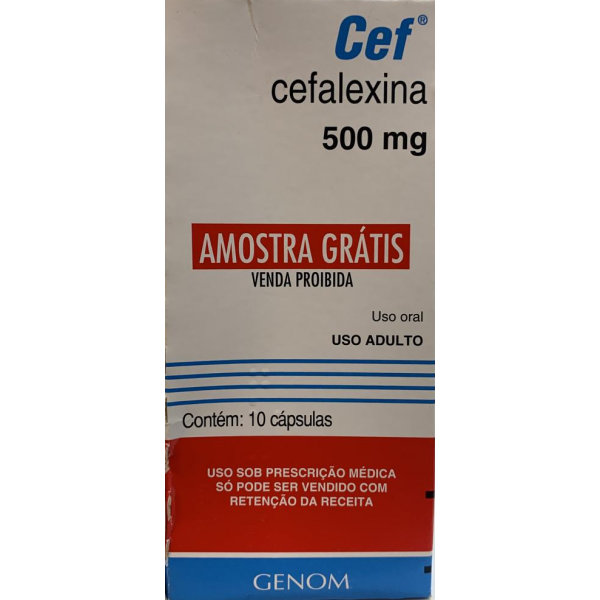 Cef®
cefalexina
500 mg
AMOSTRA GRÁTIS
VENDA PROIBIDA
Uso oral
USO ADULTO
Contém: 10 cápsulas
USO SOB PRESCRIÇÃO MÉDICA
SÓ PODE SER VENDIDO COM
RETENÇÃO DA RECEITA
GENOM